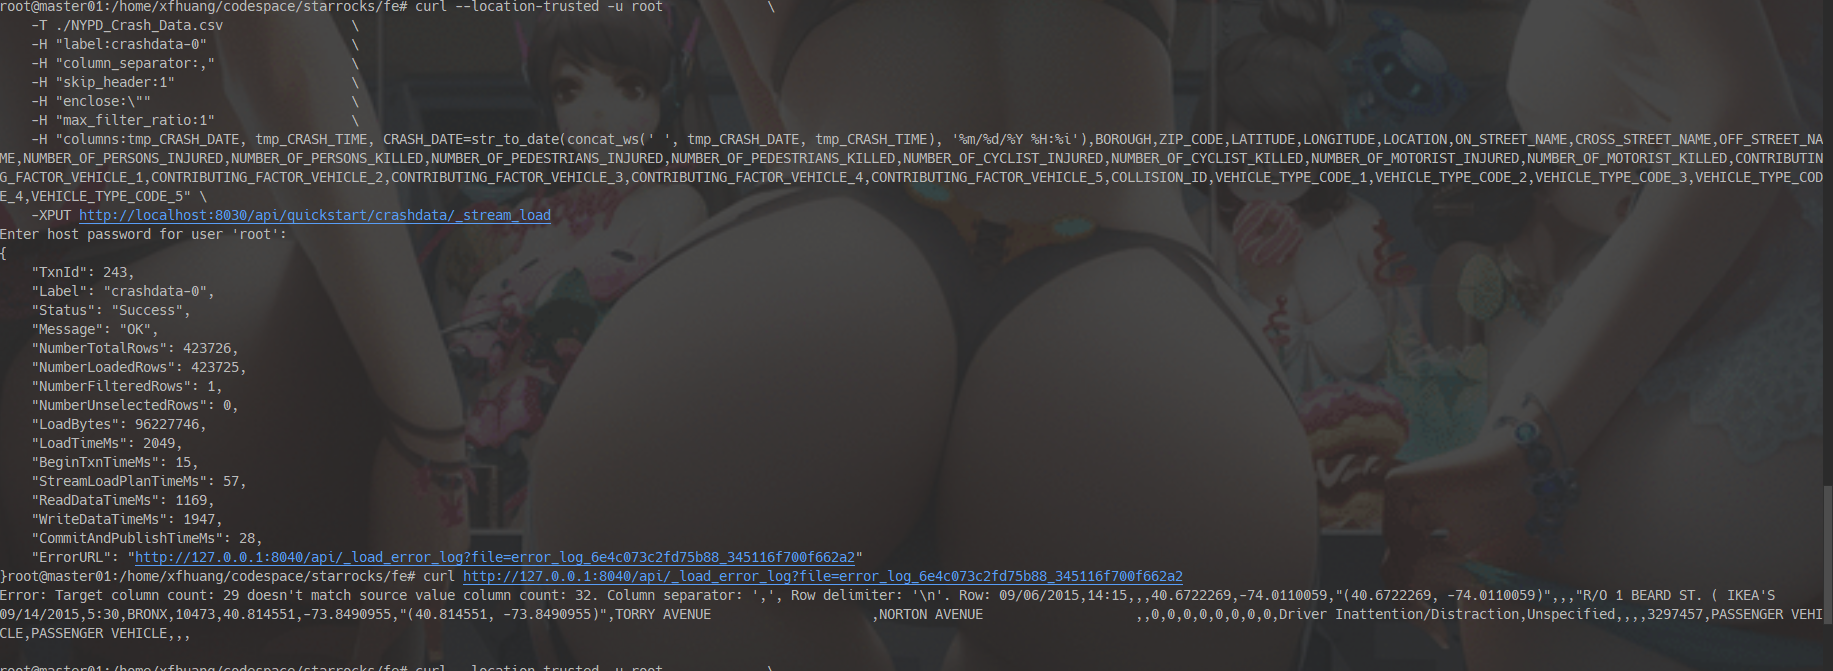 root@master01:/home/xfhuang/codespace/starrocks/fe# curl --location-trusted -u root             \
    -T ./NYPD_Crash_Data.csv                \
    -H "label:crashdata-0"                  \
    -H "column_separator:,"                 \
    -H "skip_header:1"                      \
    -H "enclose:\""                         \
    -H "max_filter_ratio:1"                 \
    -H "columns:tmp_CRASH_DATE, tmp_CRASH_TIME, CRASH_DATE=str_to_date(concat_ws(' ', tmp_CRASH_DATE, tmp_CRASH_TIME), '%m/%d/%Y %H:%i'),BOROUGH,ZIP_CODE,LATITUDE,LONGITUDE,LOCATION,ON_STREET_NAME,CROSS_STREET_NAME,OFF_STREET_NA
ME,NUMBER_OF_PERSONS_INJURED,NUMBER_OF_PERSONS_KILLED,NUMBER_OF_PEDESTRIANS_INJURED,NUMBER_OF_PEDESTRIANS_KILLED,NUMBER_OF_CYCLIST_INJURED,NUMBER_OF_CYCLIST_KILLED,NUMBER_OF_MOTORIST_INJURED,NUMBER_OF_MOTORIST_KILLED,CONTRIBUTIN
G_FACTOR_VEHICLE_1,CONTRIBUTING_FACTOR_VEHICLE_2,CONTRIBUTING_FACTOR_VEHICLE_3,CONTRIBUTING_FACTOR_VEHICLE_4,CONTRIBUTING_FACTOR_VEHICLE_5,COLLISION_ID,VEHICLE_TYPE_CODE_1,VEHICLE_TYPE_CODE_2,VEHICLE_TYPE_CODE_3,VEHICLE_TYPE_COD
E_4,VEHICLE_TYPE_CODE_5" \
    -XPUT http://localhost:8030/api/quickstart/crashdata/_stream_load
Enter host password for user 'root':
{
    "TxnId": 243,
    "Label": "crashdata-0",
    "Status": "Success",
    "Message": "OK",
    "NumberTotalRows": 423726,
    "NumberLoadedRows": 423725,
    "NumberFilteredRows": 1,
    "NumberUnselectedRows": 0,
    "LoadBytes": 96227746,
    "LoadTimeMs": 2049,
    "BeginTxnTimeMs": 15,
    "StreamLoadPlanTimeMs": 57,
    "ReadDataTimeMs": 1169,
    "WriteDataTimeMs": 1947,
    "CommitAndPublishTimeMs": 28,
    "ErrorURL": "http://127.0.0.1:8040/api/_load_error_log?file=error_log_6e4c073c2fd75b88_345116f700f662a2"
}root@master01:/home/xfhuang/codespace/starrocks/fe# curl http://127.0.0.1:8040/api/_load_error_log?file=error_log_6e4c073c2fd75b88_345116f700f662a2
Error: Target column count: 29 doesn't match source value column count: 32. Column separator: ',', Row delimiter: '\n'. Row: 09/06/2015,14:15,,,40.6722269,-74.0110059,"(40.6722269, -74.0110059)",,,"R/O 1 BEARD ST. ( IKEA'S
09/14/2015,5:30,BRONX,10473,40.814551,-73.8490955,"(40.814551, -73.8490955)",TORRY AVENUE                    ,NORTON AVENUE                   ,,0,0,0,0,0,0,0,0,Driver Inattention/Distraction,Unspecified,,,,3297457,PASSENGER VEHI
CLE,PASSENGER VEHICLE,,,
root@master01:/home/xfhuang/codespace/starrocks/fe# curl --location-trusted -u root             \